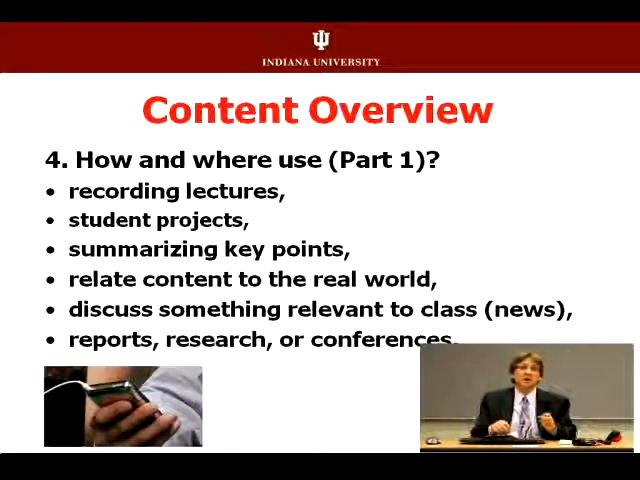 INDIANA UNIVERSITY
Content Overview
4. How and where use (Part 1)?
• recording lectures,
• student projects,
• summarizing key points,
• relate content to the real world,
• discuss something relevant to class (news),
• reports, research, or conferences.